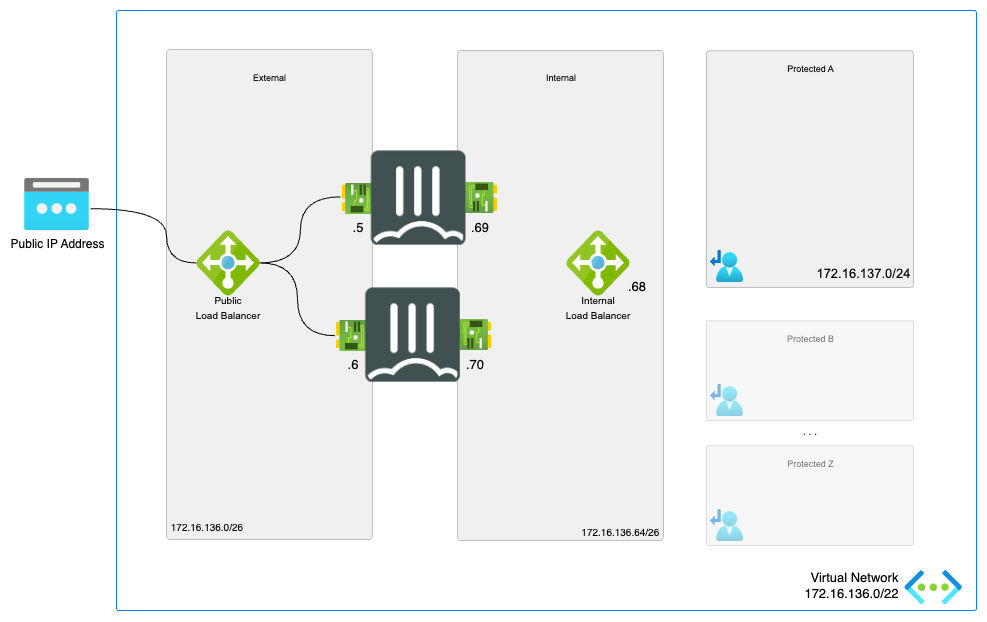 External
Internal
Protected A
.5
.69
Public IP Address
172.16.137.0/24
.68
Public
Load Balancer
Internal
Load Balancer
Protected B
.6
.70
...
Protected Z
172.16.136.0/26
172.16.136.64/26
Virtual Network
172.16.136.0/22